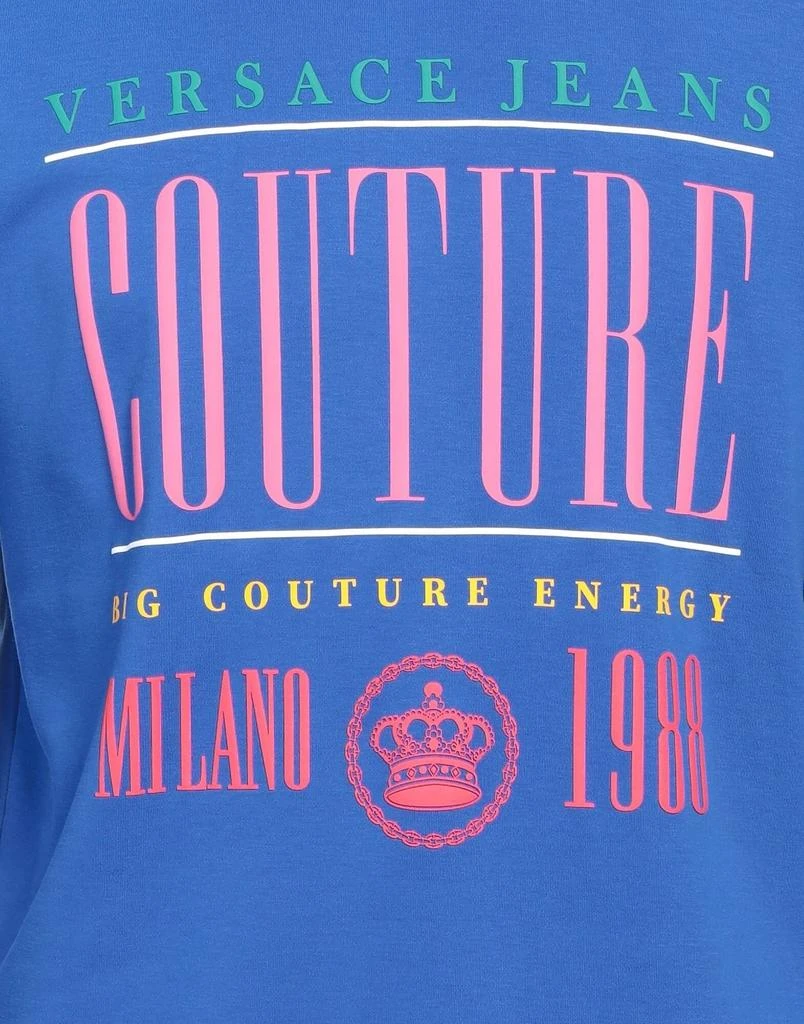 VERSACE JEANS
COUTURE
BIG COUTURE ENERGY
MILANO 1988